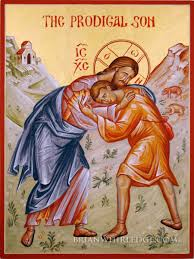 THE PRODIGAL SON
IC
XC
BRIANWHIRLEDGE.COM